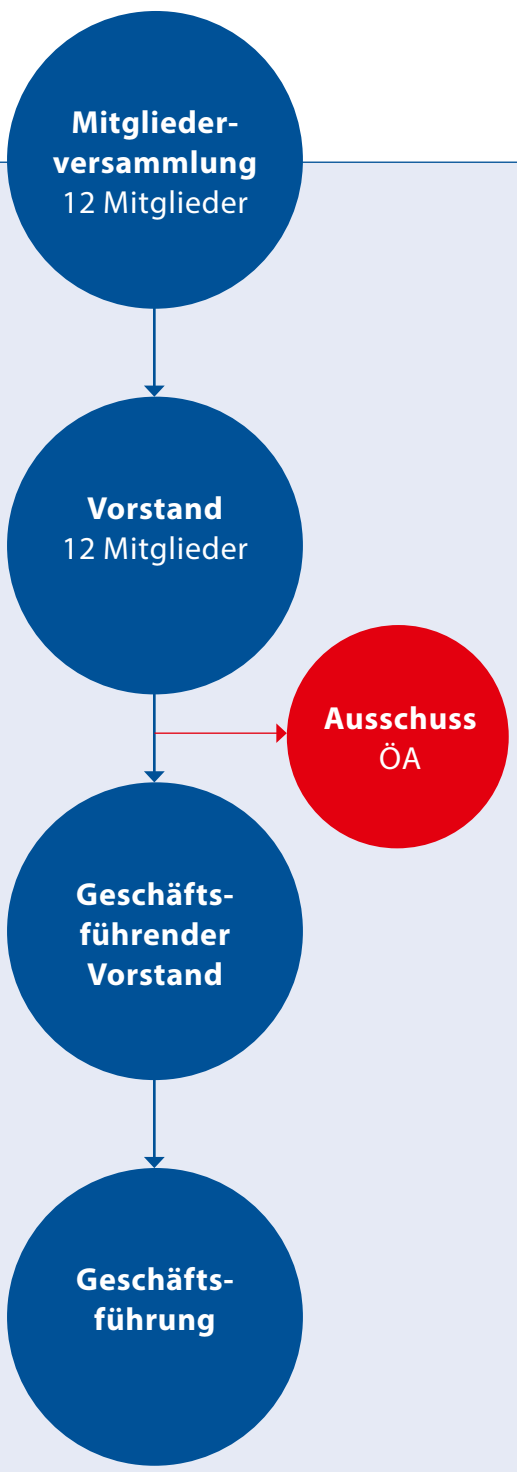 Mitglieder-
versammlung
12 Mitglieder
Vorstand
12 Mitglieder
Ausschuss
ÖA
Geschäfts-
führender
Vorstand
Geschäfts-
führung